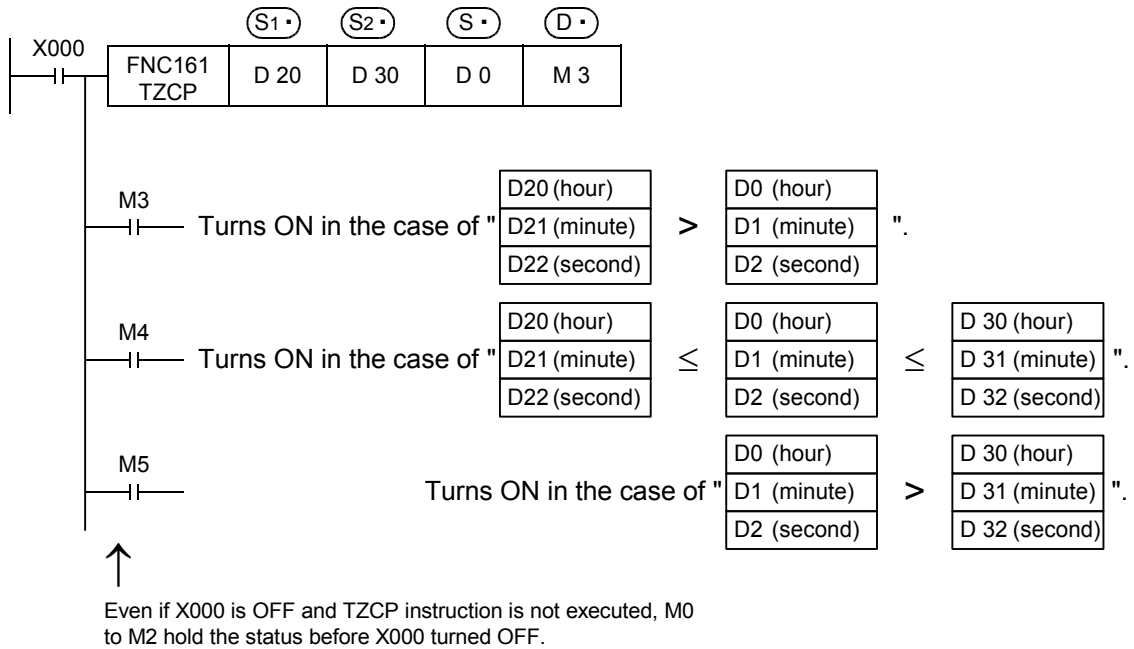 S1· S2· S· D·
X000
FNC161 TZCP D 20 D 30 D 0 M 3
M3
Turns ON in the case of " D20 (hour) D21 (minute) D22 (second) > D0 (hour) D1 (minute) D2 (second) ".
M4
Turns ON in the case of " D20 (hour) D21 (minute) D22 (second) ≤ D0 (hour) D1 (minute) D2 (second) ≤ D 30 (hour) D 31 (minute) D 32 (second) ".
M5
Turns ON in the case of " D0 (hour) D1 (minute) D2 (second) > D 30 (hour) D 31 (minute) D 32 (second) ".
Even if X000 is OFF and TZCP instruction is not executed, M0
to M2 hold the status before X000 turned OFF.